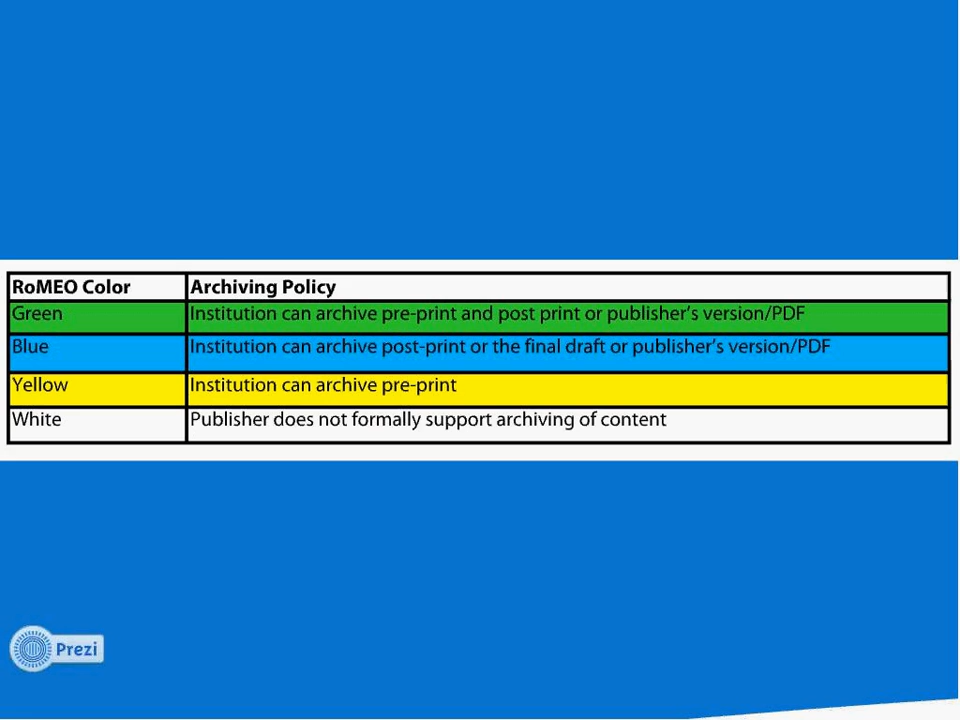 RoMEO Color Archiving Policy
Green Institution can archive pre-print and post print or publisher's version/PDF
Blue Institution can archive post-print or the final draft or publisher's version/PDF
Yellow Institution can archive pre-print
White Publisher does not formally support archiving of content
Prezi